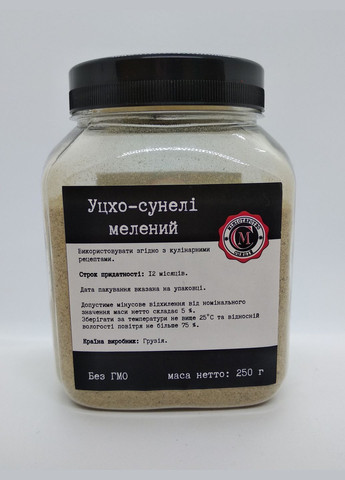 Уцхо-сунелі
мелений
Використовувати згідно з кулінарними
рецептами.
Строк придатності: 12 місяців.
Дата пакування вказана на упаковці.
Допустиме мінусове відхилення від номінального
значення маси нетто складає 5 %.
Зберігати за температури не вище 25°С та відносній
вологості повітря не більше 75 %.
Країна виробник: Грузія.
Без ГМО
маса нетто: 250 г
М